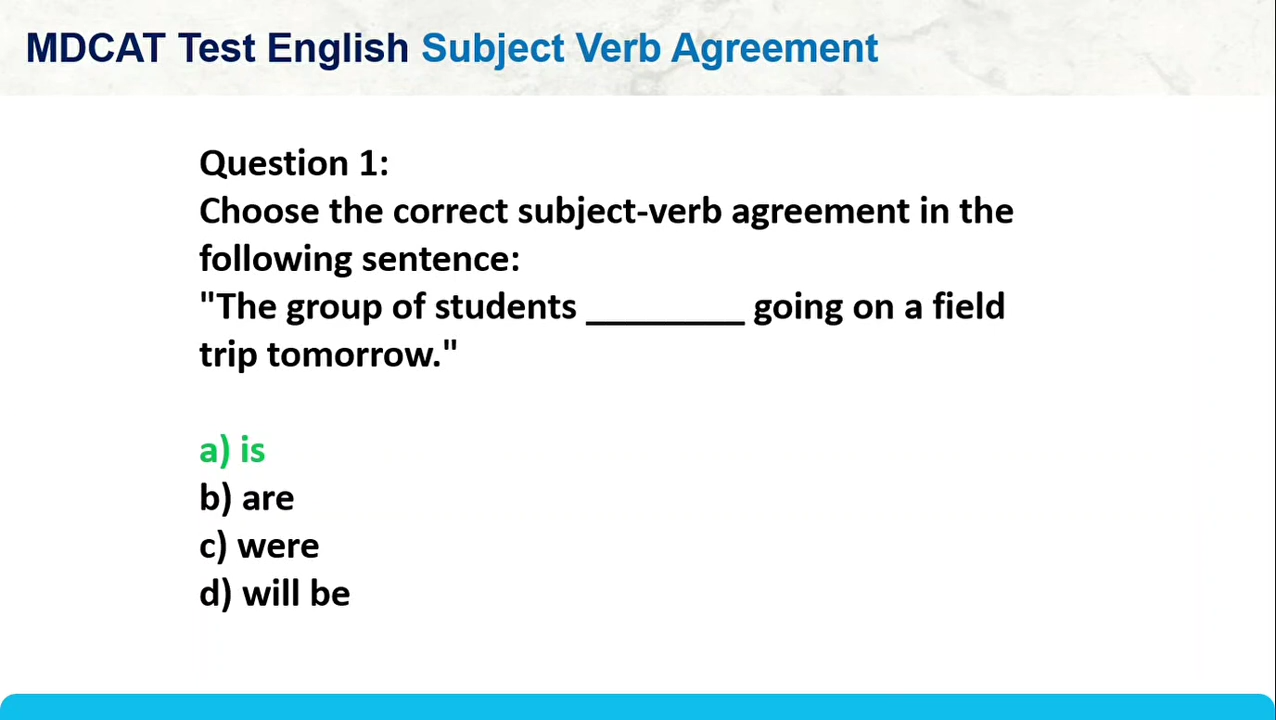 MDCAT Test English Subject Verb Agreement
Question 1:
Choose the correct subject-verb agreement in the
following sentence:
"The group of students ________ going on a field
trip tomorrow."
a) is
b) are
c) were
d) will be